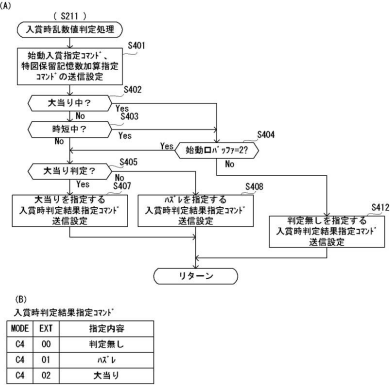 (A)
( S211 )
入賞時乱数値判定処理
S401
始動入賞指定コマンド、
特図保留記憶数加算指定
コマンドの送信設定
S402
大当り中?
Yes
No
S403
時短中?
Yes
No
S404
始動口バッファ=2?
Yes
No
S405
大当り判定?
Yes
No
S407
大当りを指定する
入賞時判定結果指定コマンド
送信設定
S408
ハズレを指定する
入賞時判定結果指定コマンド
送信設定
S412
判定無しを指定する
入賞時判定結果指定コマンド
送信設定
リターン
(B)
入賞時判定結果指定コマンド
MODE EXT 指定内容
C4 00 判定無し
C4 01 ハズレ
C4 02 大当り